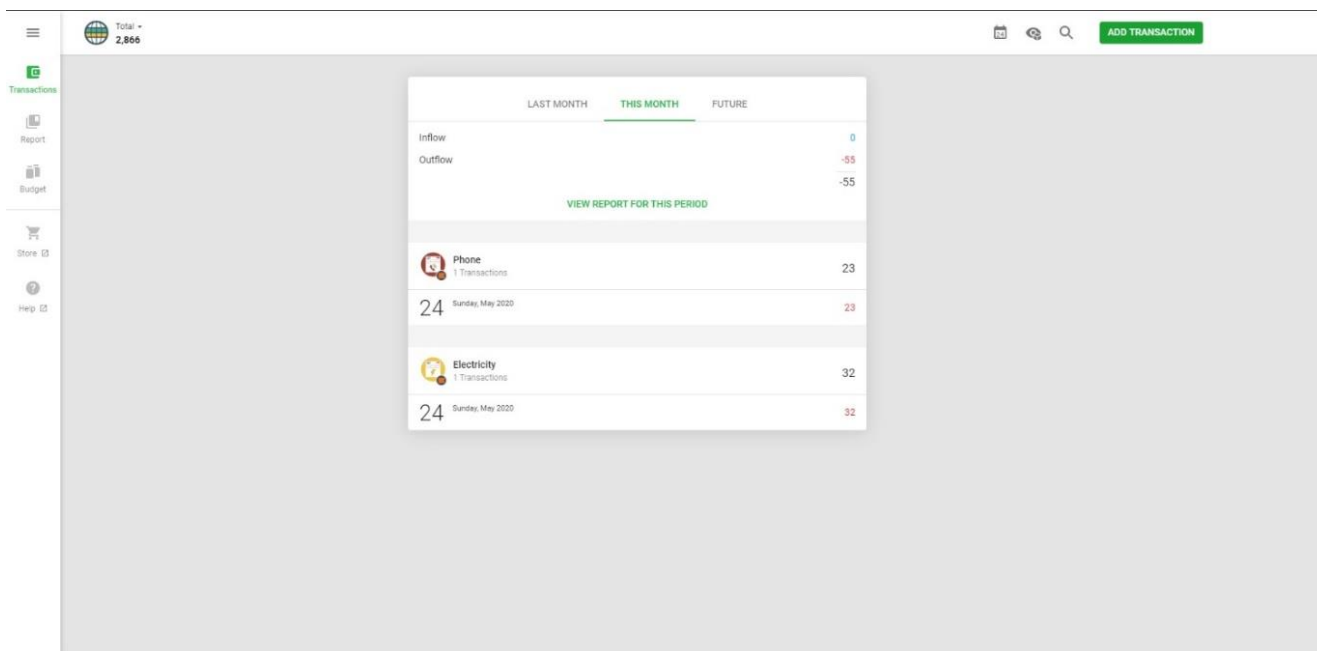 Total
2,866
24
ADD TRANSACTION
Transactions
Report
Budget
Store
Help
LAST MONTH THIS MONTH FUTURE
Inflow 0
Outflow -55
-55
VIEW REPORT FOR THIS PERIOD
Phone 23
1 Transactions
24 Sunday, May 2020 23
Electricity 32
1 Transactions
24 Sunday, May 2020 32